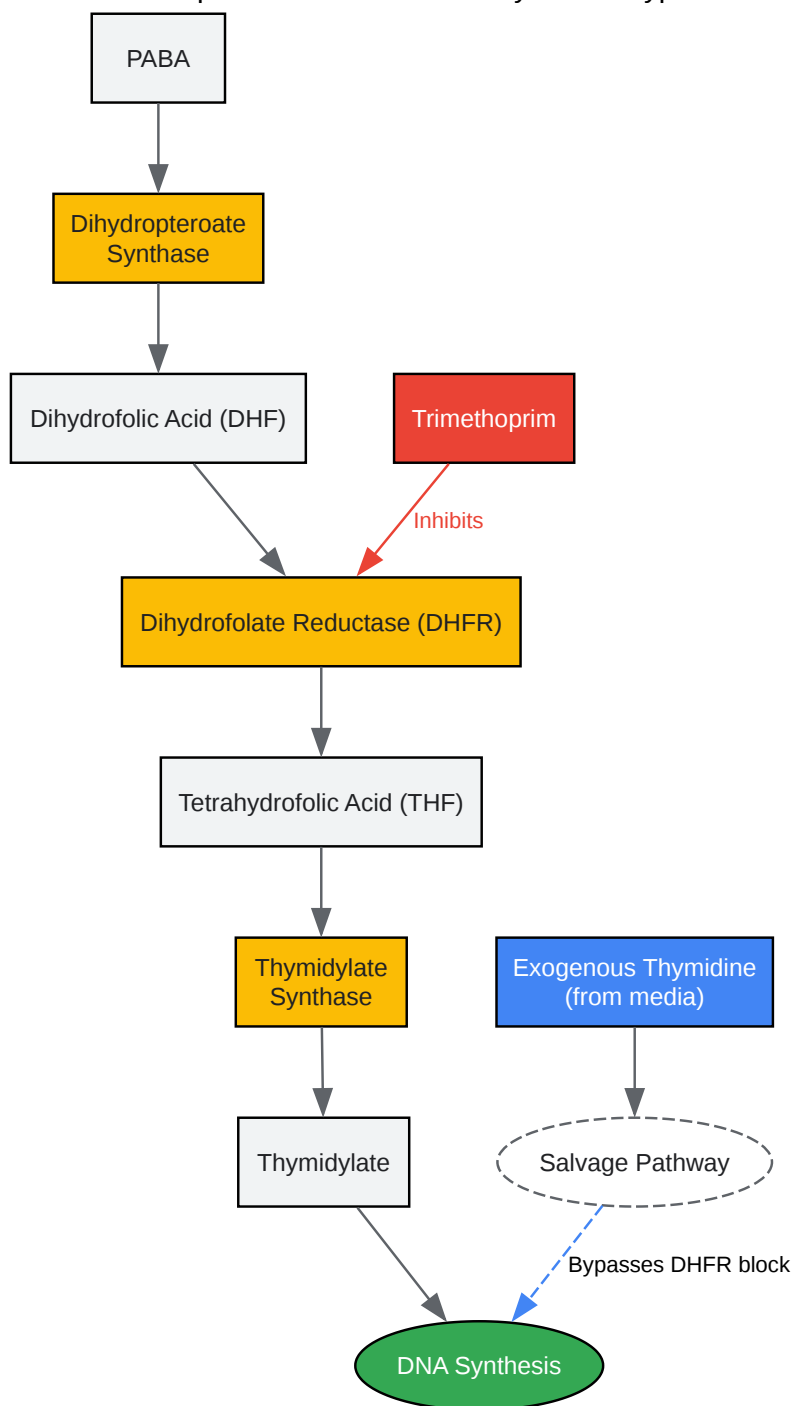 PABA
Dihydropteroate
Synthase
Dihydrofolic Acid (DHF)
Trimethoprim
Inhibits
Dihydrofolate Reductase (DHFR)
Tetrahydrofolic Acid (THF)
Thymidylate
Synthase
Exogenous Thymidine
(from media)
Thymidylate
Salvage Pathway
Bypasses DHFR block
DNA Synthesis